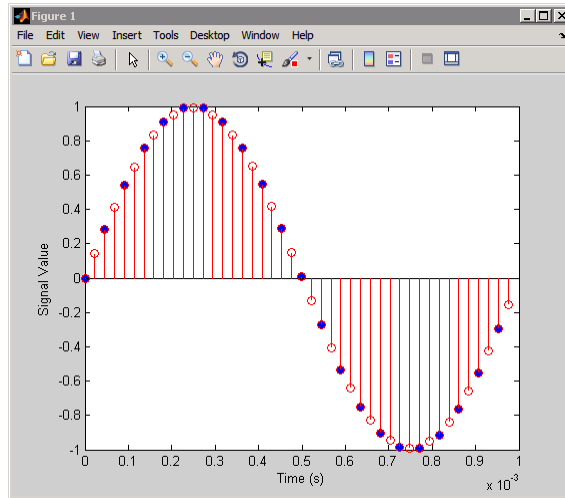 Figure 1
File Edit View Insert Tools Desktop Window Help
1
0.8
0.6
0.4
0.2
0
-0.2
-0.4
-0.6
-0.8
-1
Signal Value
0 0.1 0.2 0.3 0.4 0.5 0.6 0.7 0.8 0.9 1
Time (s)
x 10⁻³